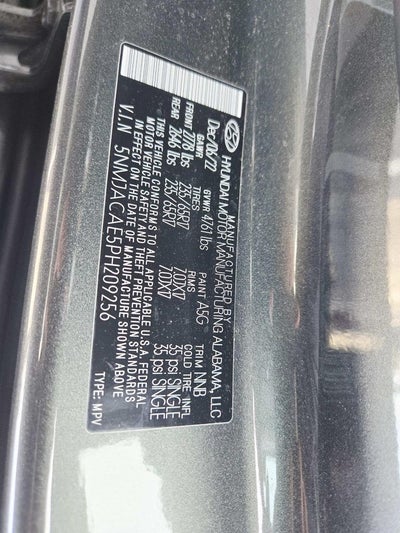 HYUNDAI
MANUFACTURED BY
HYUNDAI MOTOR MANUFACTURING ALABAMA, LLC
Dec/06/22 GVWR 4761 lbs PAINT A5G TRIM NNB
GAWR TIRES RIMS COLD TIRE INFL
FRONT 2778 lbs 235/65R17 7.0JX17 35 psi SINGLE
REAR 2646 lbs 235/65R17 7.0JX17 35 psi SINGLE
THIS VEHICLE CONFORMS TO ALL APPLICABLE U.S.A. FEDERAL
MOTOR VEHICLE SAFETY AND THEFT PREVENTION STANDARDS
IN EFFECT ON THE DATE OF MANUFACTURE SHOWN ABOVE
V.I.N 5NMJACAE5PH209256 TYPE: MPV